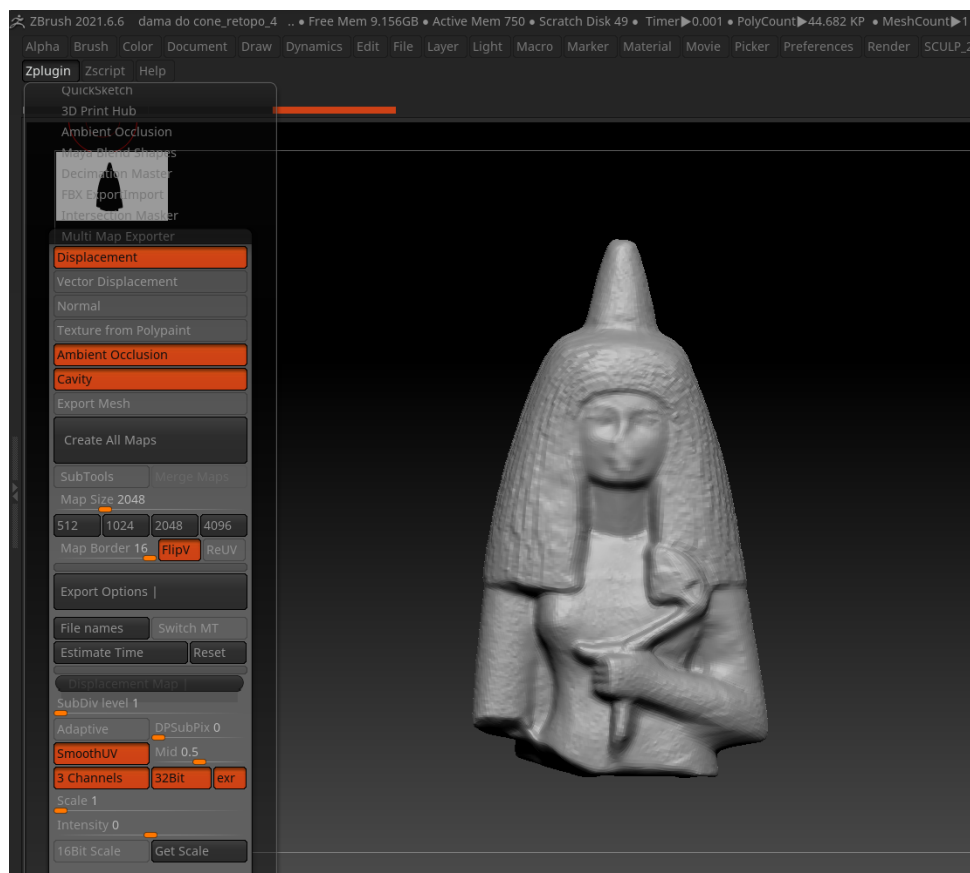 ZBrush 2021.6.6 dama do cone_retopo_4 .. ● Free Mem 9.156GB ● Active Mem 750 ● Scratch Disk 49 ● Timer▶0.001 ● PolyCount▶44.682 KP ● MeshCount▶1
Alpha Brush Color Document Draw Dynamics Edit File Layer Light Macro Marker Material Movie Picker Preferences Render SCULP_2
Zplugin Zscript Help
QuickSketch
3D Print Hub
Ambient Occlusion
Maya Blend Shapes
Decimation Master
FBX ExportImport
Intersection Masker
Multi Map Exporter
Displacement
Vector Displacement
Normal
Texture from Polypaint
Ambient Occlusion
Cavity
Export Mesh
Create All Maps
SubTools Merge Maps
Map Size 2048
512 1024 2048 4096
Map Border 16 FlipV ReUV
Export Options |
File names Switch MT
Estimate Time Reset
Displacement Map |
SubDiv level 1
Adaptive DPSubPix 0
SmoothUV Mid 0.5
3 Channels 32Bit exr
Scale 1
Intensity 0
16Bit Scale Get Scale